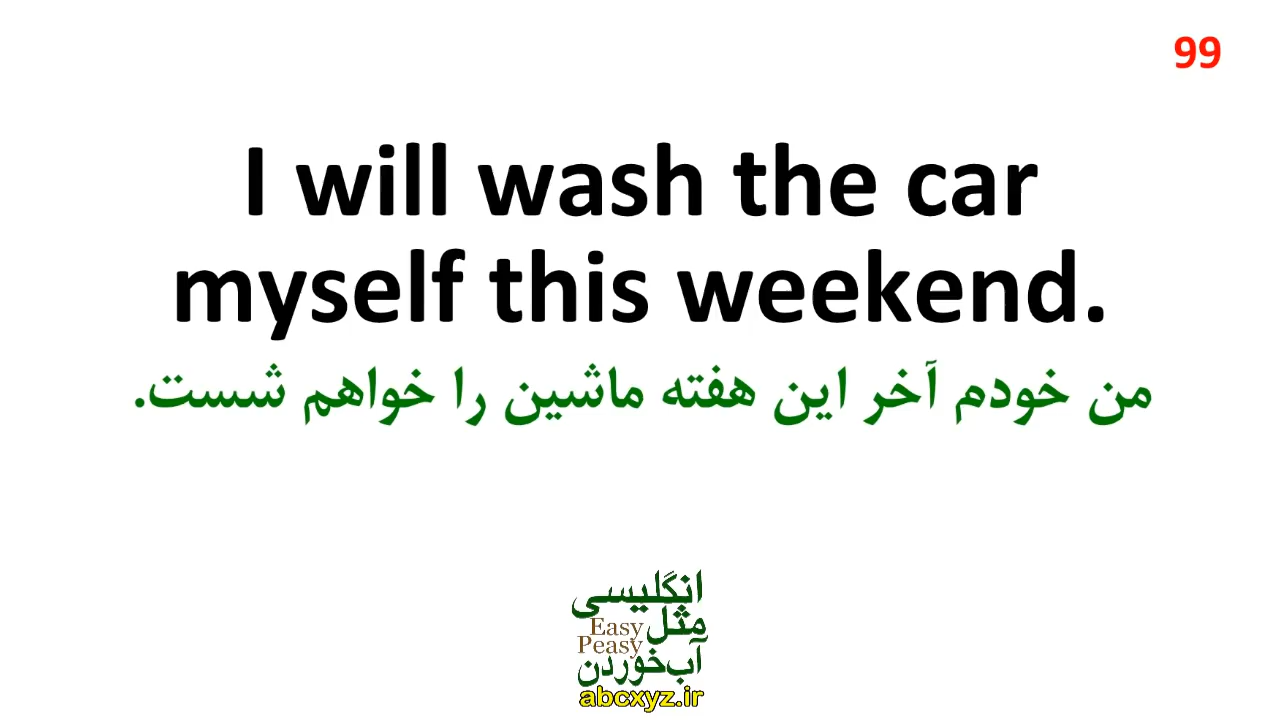 99
I will wash the car
myself this weekend.
من خودم آخر این هفته ماشین را خواهم شست.
انگلیسی
مثل
Easy
Peasy
آب‌خوردن
abcxyz.ir